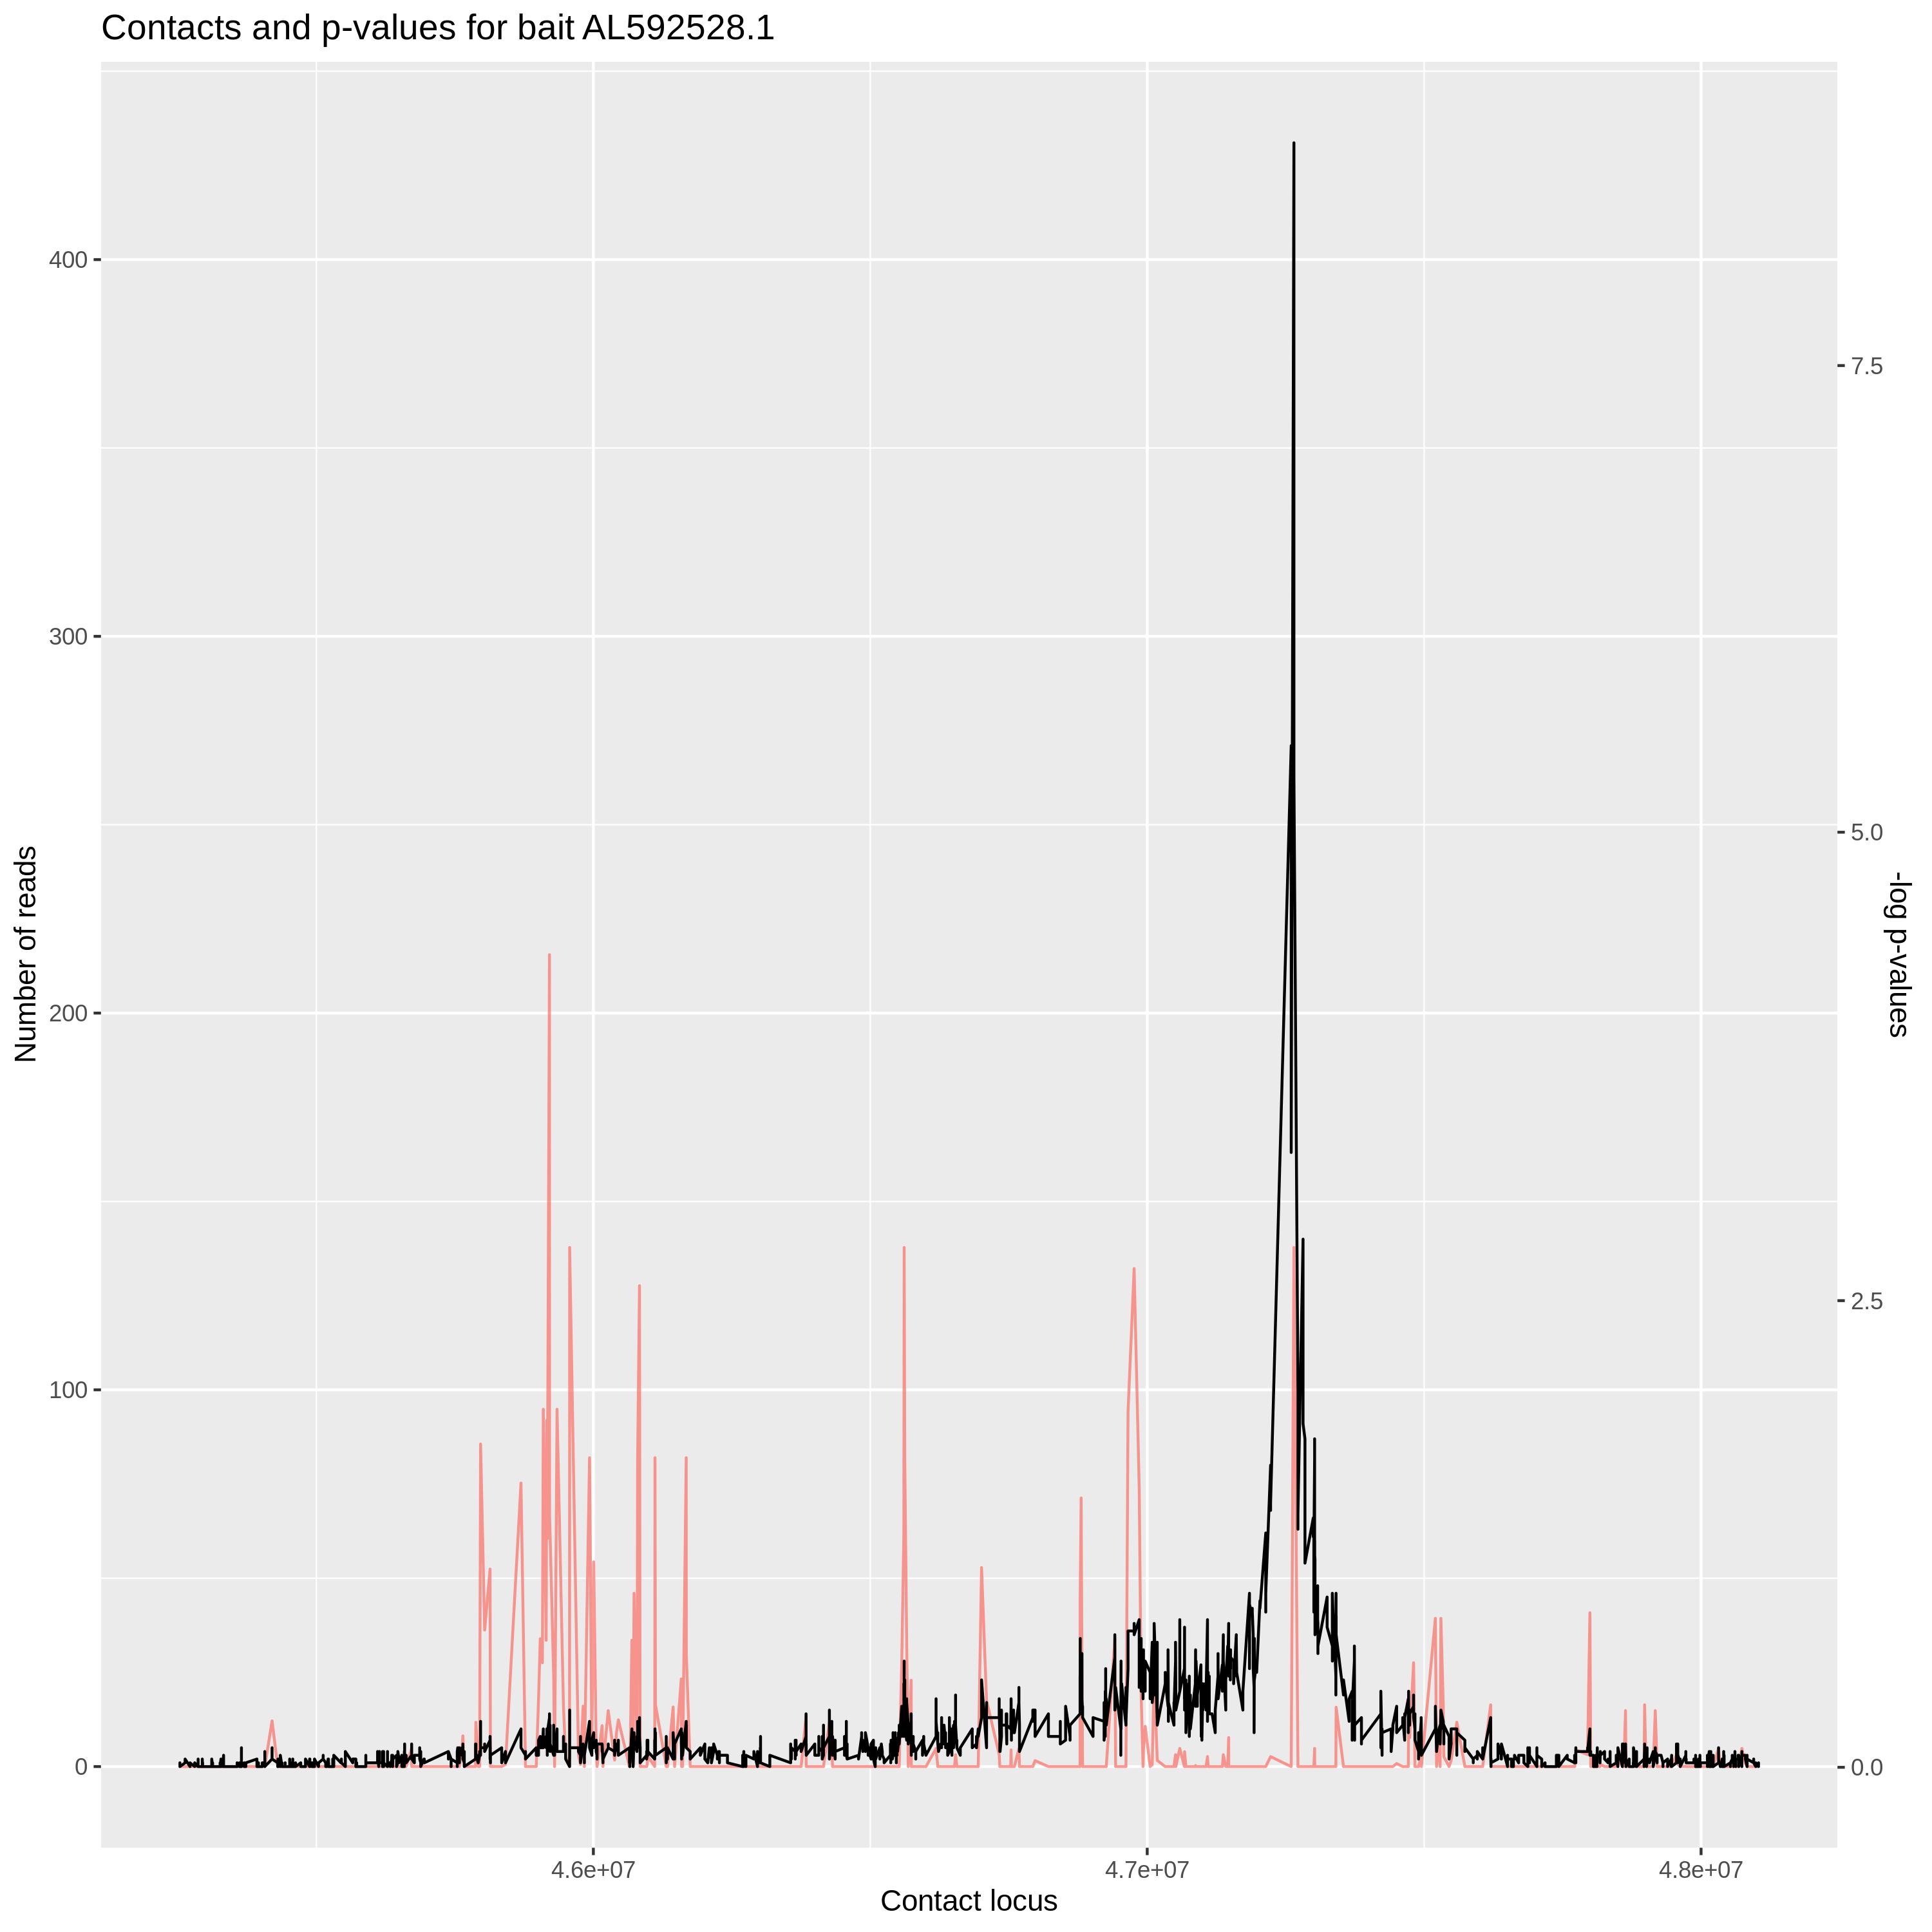 Contacts and p-values for bait AL592528.1
400
300
200
100
0
Number of reads
7.5
5.0
2.5
0.0
-log p-values
4.6e+07
4.7e+07
4.8e+07
Contact locus